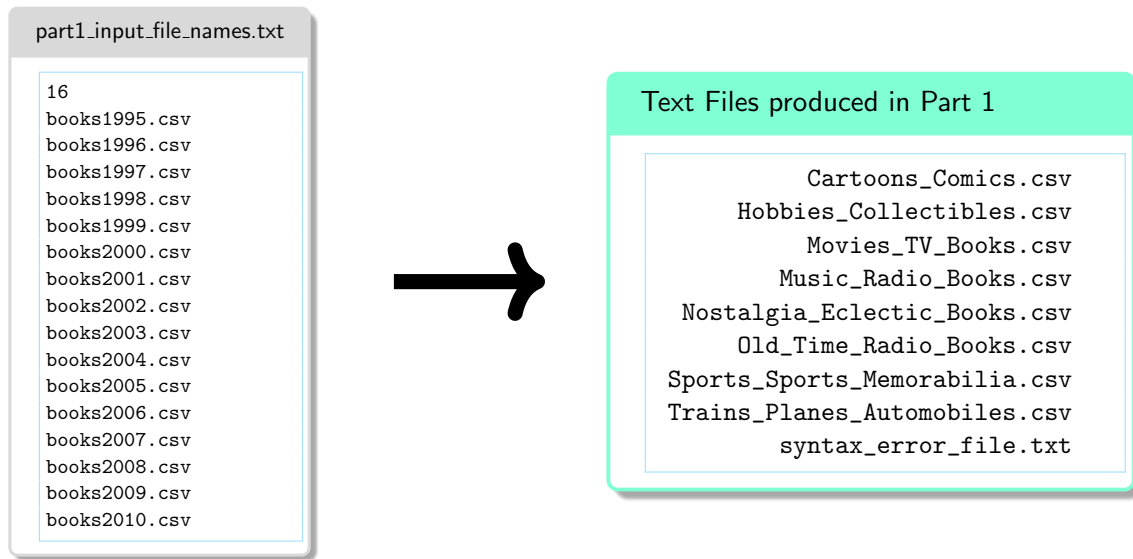 part1_input_file_names.txt
16
books1995.csv
books1996.csv
books1997.csv
books1998.csv
books1999.csv
books2000.csv
books2001.csv
books2002.csv
books2003.csv
books2004.csv
books2005.csv
books2006.csv
books2007.csv
books2008.csv
books2009.csv
books2010.csv
Text Files produced in Part 1
Cartoons_Comics.csv
Hobbies_Collectibles.csv
Movies_TV_Books.csv
Music_Radio_Books.csv
Nostalgia_Eclectic_Books.csv
Old_Time_Radio_Books.csv
Sports_Sports_Memorabilia.csv
Trains_Planes_Automobiles.csv
syntax_error_file.txt